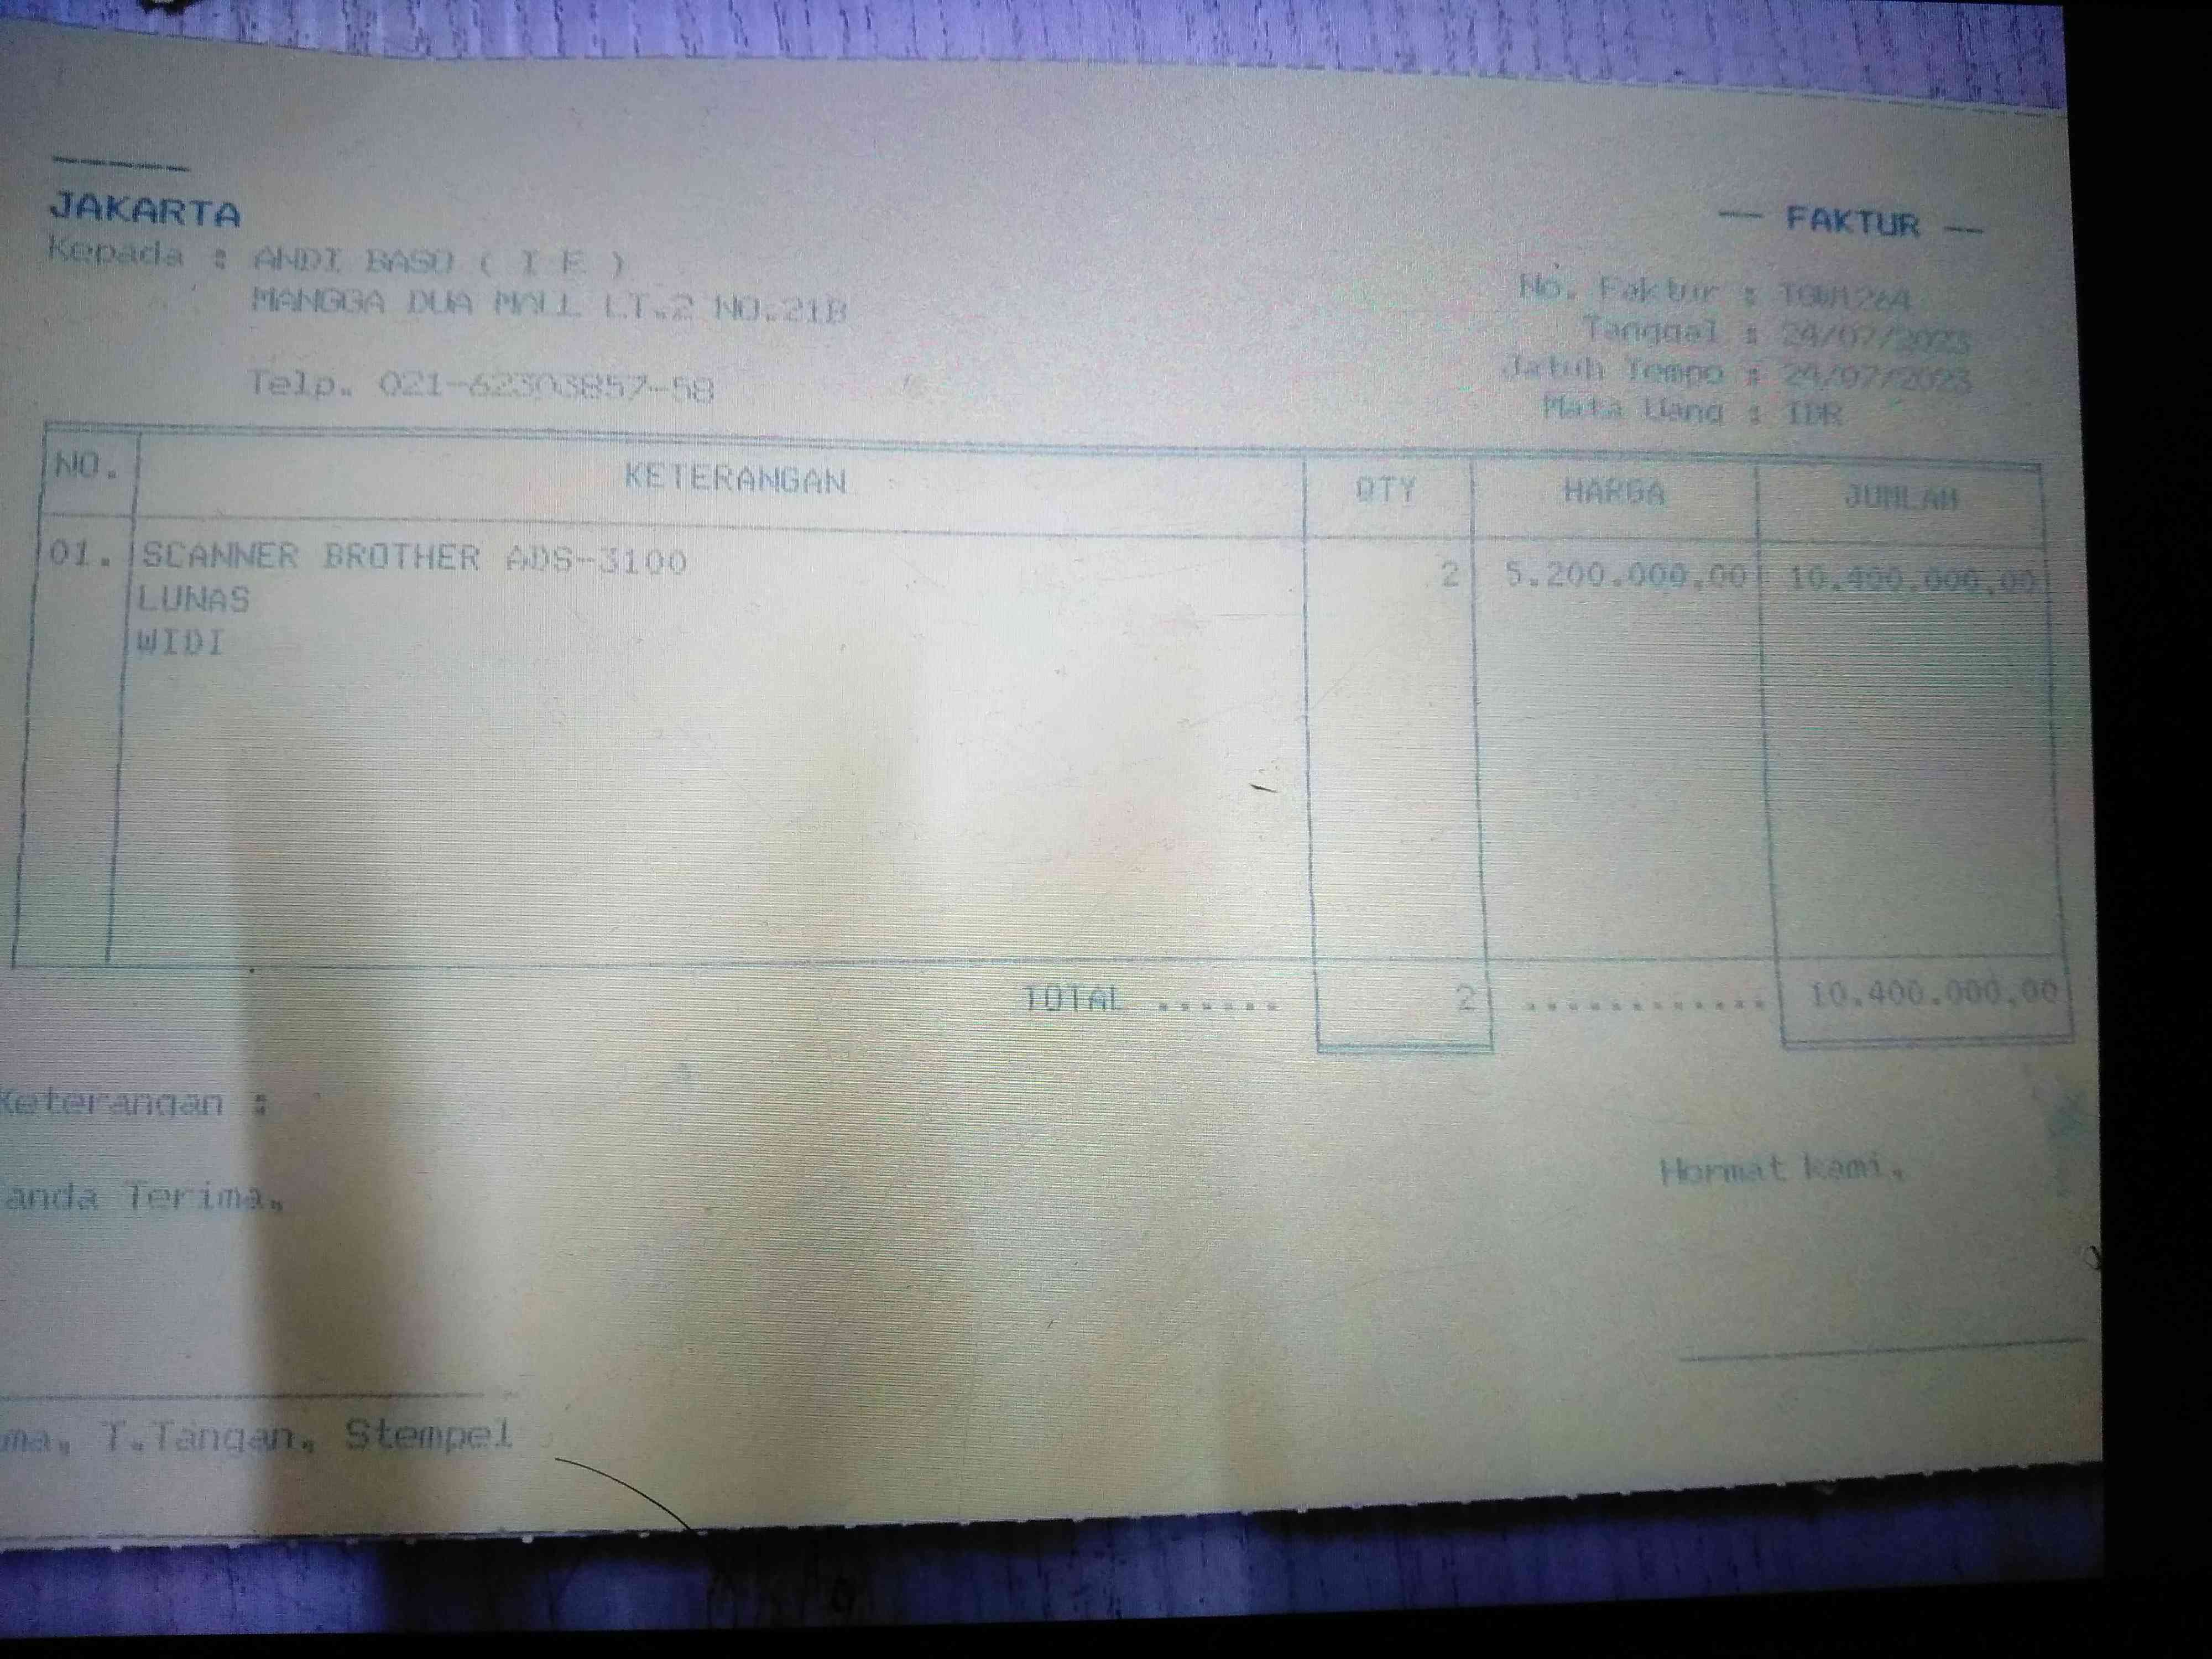 JAKARTA
— FAKTUR —
Kepada : ANDI BASO ( I E )
MANGGA DUA MALL LT.2 NO.21B
Telp. 021-62303857-58
No. Faktur :
Tanggal : 24/07/2023
Jatuh Tempo : 24/07/2023
Mata Uang : IDR
NO. KETERANGAN QTY HARGA JUMLAH
01. SCANNER BROTHER ADS-3100 2 5.200.000,00 10.400.000,00
LUNAS
WIDI
TOTAL ...... 2 ............ 10.400.000,00
Keterangan :
anda Terima, Hormat kami,
ma, T.Tangan, Stempel